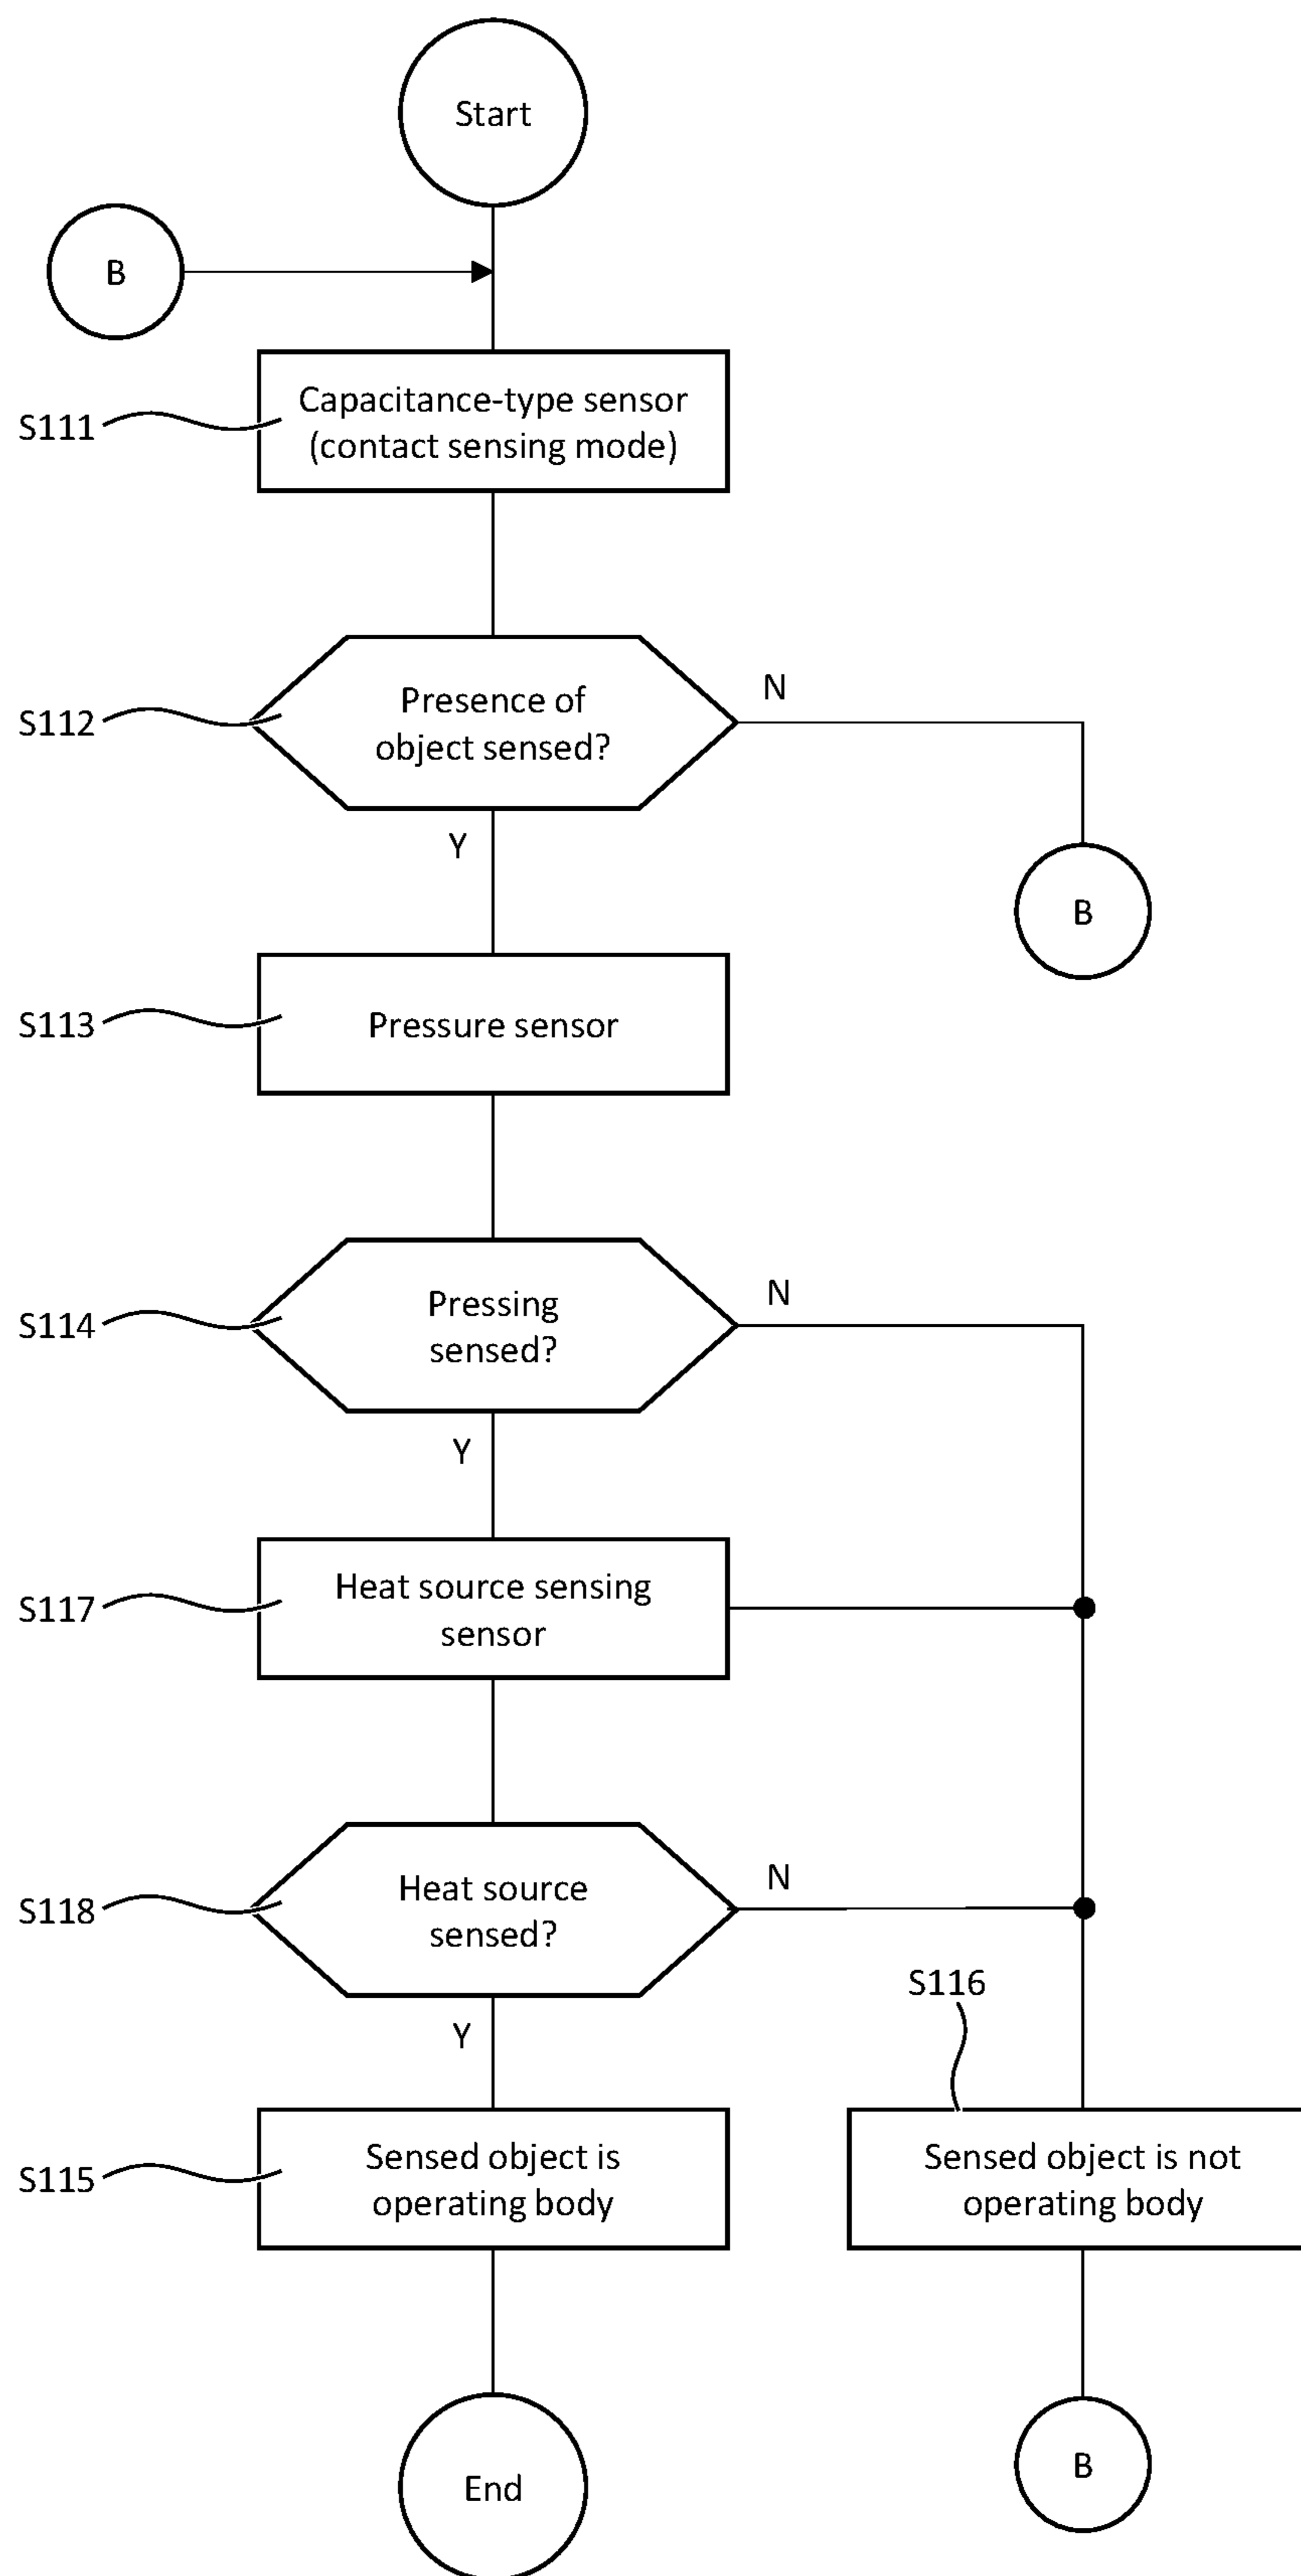 Start
B
S111
Capacitance-type sensor
(contact sensing mode)
S112
Presence of
object sensed?
N
Y
B
S113
Pressure sensor
S114
Pressing
sensed?
N
Y
S117
Heat source sensing
sensor
S118
Heat source
sensed?
N
Y
S116
S115
Sensed object is
operating body
Sensed object is not
operating body
End
B